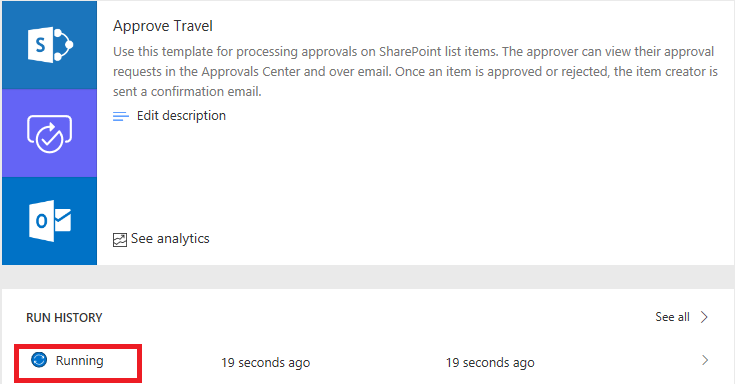 Approve Travel
Use this template for processing approvals on SharePoint list items. The approver can view their approval
requests in the Approvals Center and over email. Once an item is approved or rejected, the item creator is
sent a confirmation email.
Edit description
See analytics
RUN HISTORY See all
Running 19 seconds ago 19 seconds ago